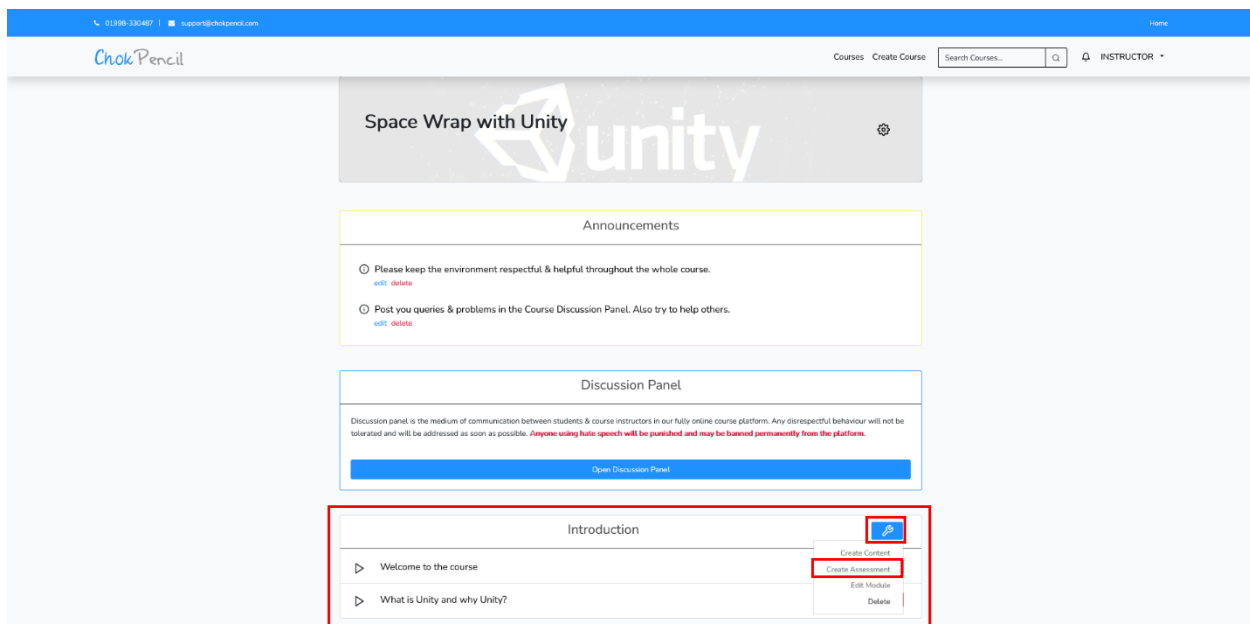 01998-330487 | support@chokpencil.com Home
ChokPencil Courses Create Course Search Courses... INSTRUCTOR
Space Wrap with Unity
unity
Announcements
Please keep the environment respectful & helpful throughout the whole course.
edit delete
Post you queries & problems in the Course Discussion Panel. Also try to help others.
edit delete
Discussion Panel
Discussion panel is the medium of communication between students & course instructors in our fully online course platform. Any disrespectful behaviour will not be
tolarated and will be addressed as soon as possible. Anyone using hate speech will be punished and may be banned permanently from the platform.
Open Discussion Panel
Introduction
Create Content
Welcome to the course Create Assessment
Edit Module
What is Unity and why Unity? Delete